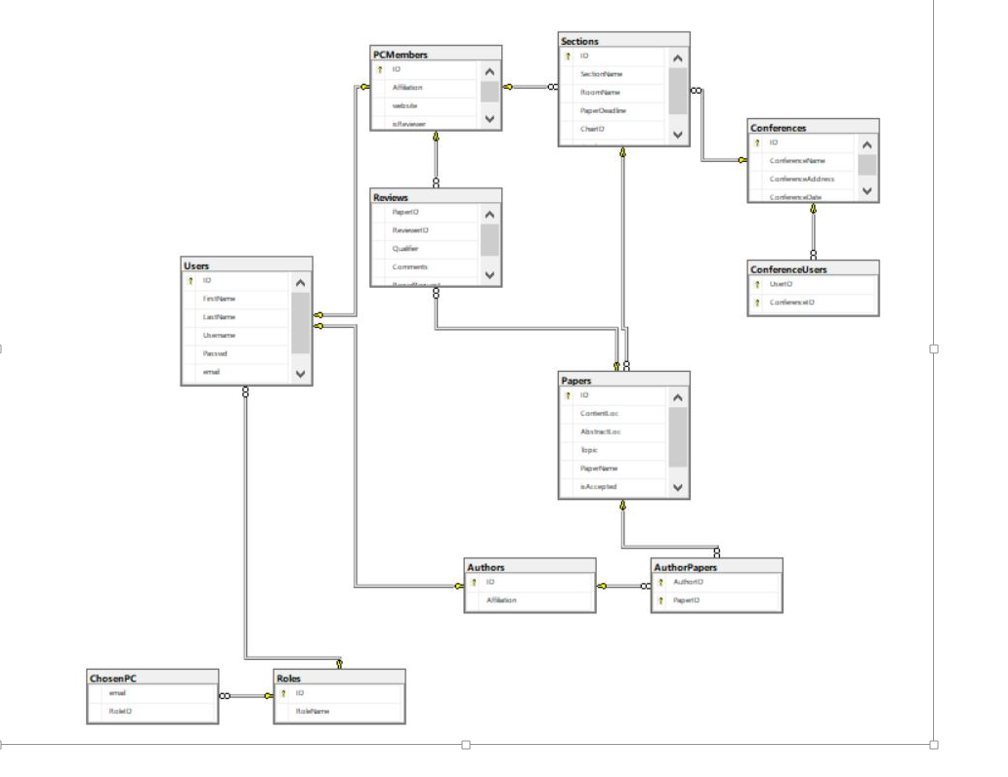 PCMembers
ID
Affiliation
website
isReviewer
Sections
ID
SectionName
RoomName
PaperDeadline
ChairID
Conferences
ID
ConferenceName
ConferenceAddress
ConferenceDate
Reviews
PaperID
ReviewerID
Qualifier
Comments
ConferenceUsers
UserID
ConferenceID
Users
ID
FirstName
LastName
Username
Passwd
email
Papers
ID
ContentLoc
AbstractLoc
Topic
PaperName
isAccepted
Authors
ID
Affiliation
AuthorPapers
AuthorID
PaperID
ChosenPC
email
RoleID
Roles
ID
RoleName